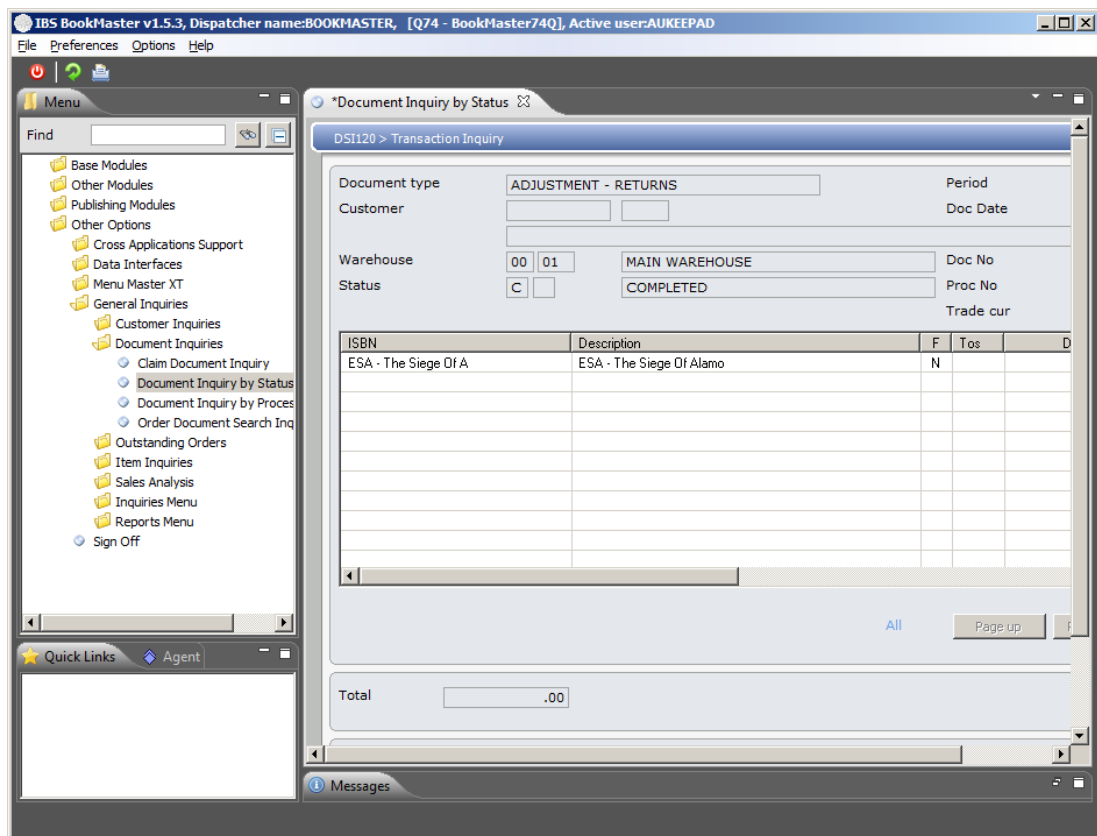 IBS BookMaster v1.5.3, Dispatcher name:BOOKMASTER, [Q74 - BookMaster74Q], Active user:AUKEEPAD
File Preferences Options Help
Menu
Find
Base Modules
Other Modules
Publishing Modules
Other Options
Cross Applications Support
Data Interfaces
Menu Master XT
General Inquiries
Customer Inquiries
Document Inquiries
Claim Document Inquiry
Document Inquiry by Status
Document Inquiry by Proces
Order Document Search Inq
Outstanding Orders
Item Inquiries
Sales Analysis
Inquiries Menu
Reports Menu
Sign Off
Quick Links Agent
*Document Inquiry by Status
DSI120 > Transaction Inquiry
Document type ADJUSTMENT - RETURNS Period
Customer Doc Date
Warehouse 00 01 MAIN WAREHOUSE Doc No
Status C COMPLETED Proc No
Trade cur
ISBN Description F Tos D
ESA - The Siege Of A ESA - The Siege Of Alamo N
All Page up
Total .00
Messages